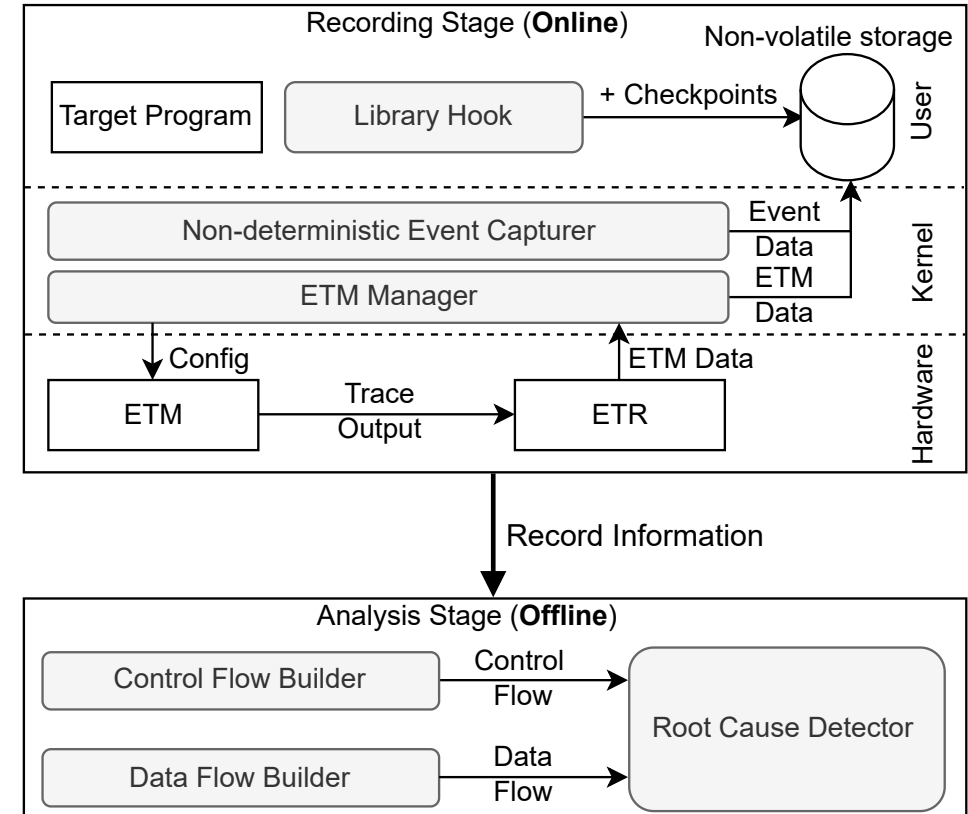 Recording Stage (Online)
Non-volatile storage
Target Program
Library Hook
+ Checkpoints
User
Non-deterministic Event Capturer
Event
Data
ETM Manager
ETM
Data
Kernel
Config
ETM Data
ETM
Trace
Output
ETR
Hardware
Record Information
Analysis Stage (Offline)
Control Flow Builder
Control
Flow
Root Cause Detector
Data Flow Builder
Data
Flow